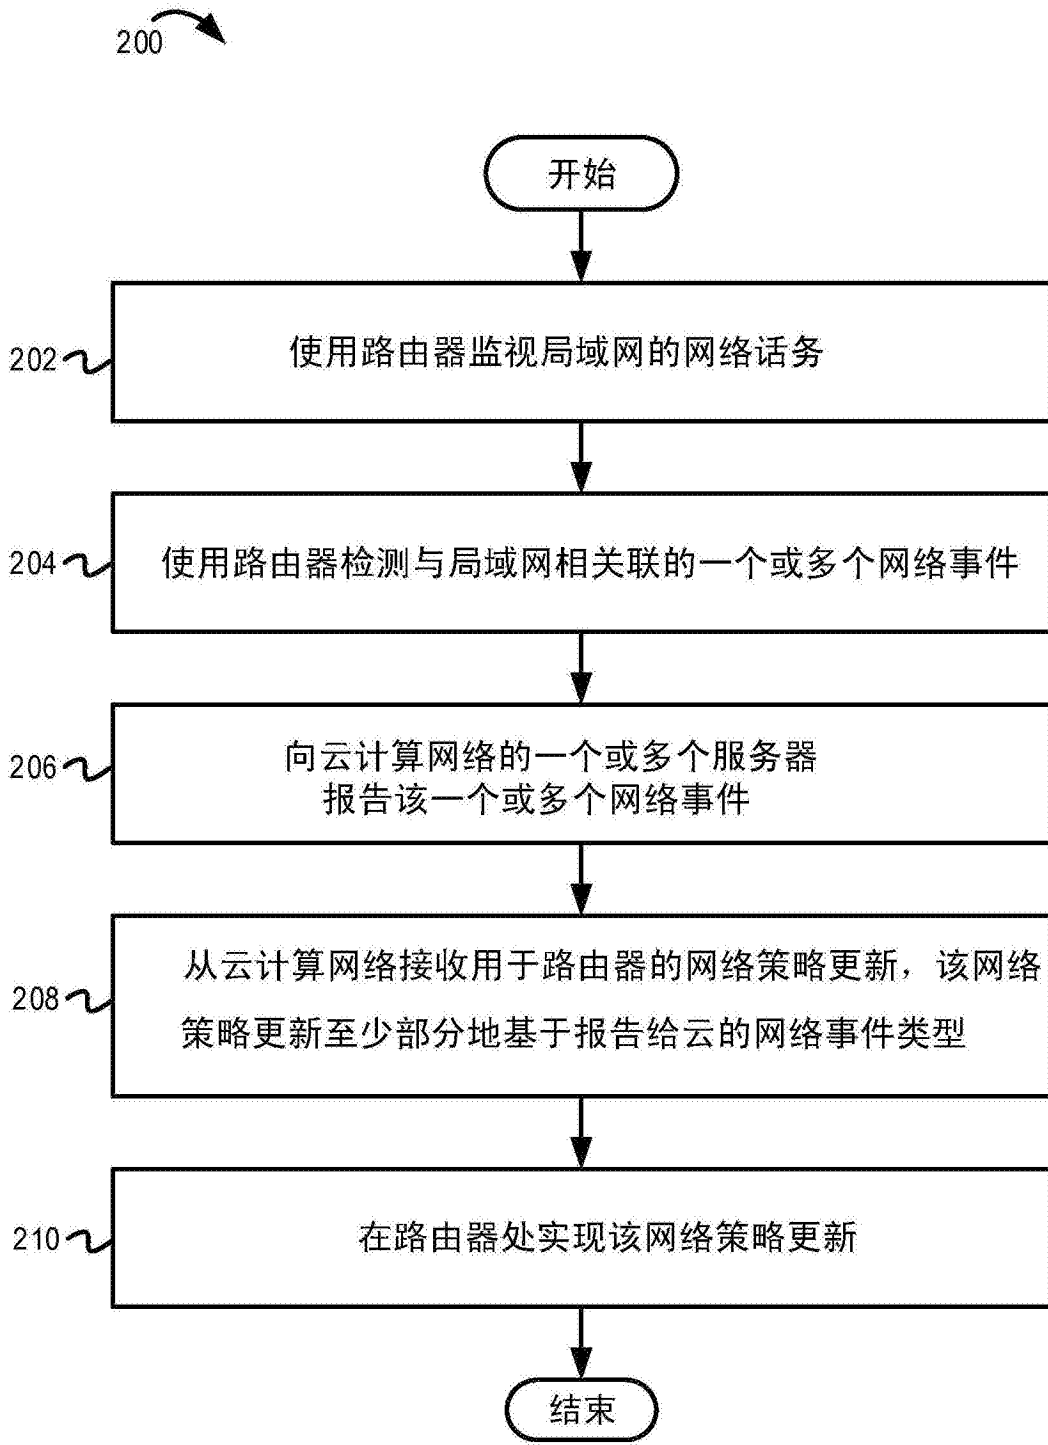 200
开始
202
使用路由器监视局域网的网络话务
204
使用路由器检测与局域网相关联的一个或多个网络事件
206
向云计算网络的一个或多个服务器
报告该一个或多个网络事件
208
从云计算网络接收用于路由器的网络策略更新，该网络
策略更新至少部分地基于报告给云的网络事件类型
210
在路由器处实现该网络策略更新
结束